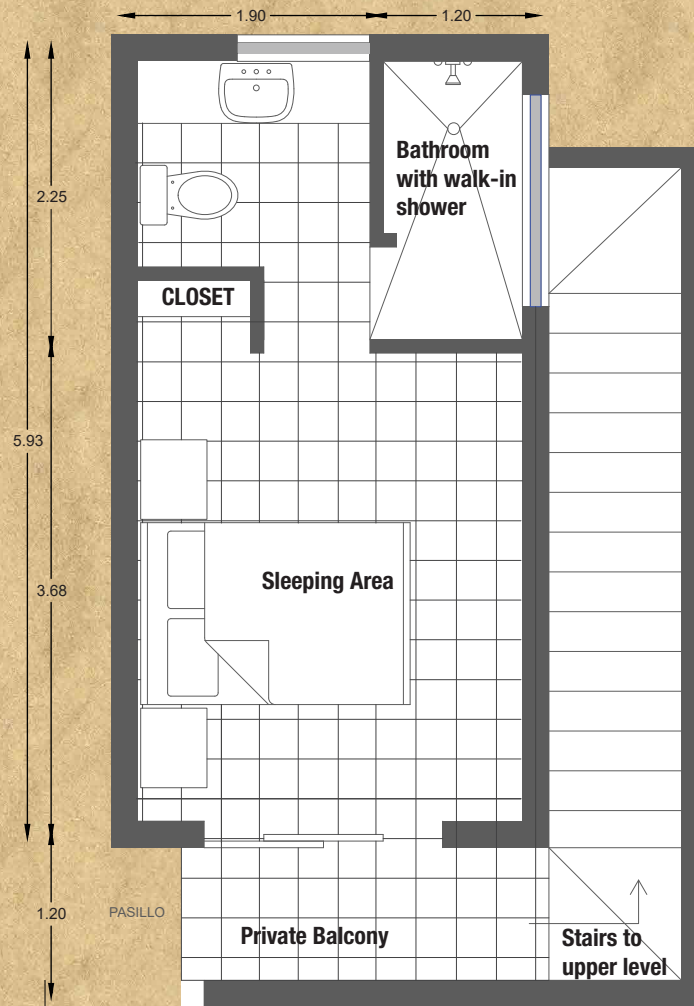 1.90
1.20
Bathroom
with walk-in
shower
2.25
CLOSET
5.93
3.68
Sleeping Area
1.20
PASILLO
Private Balcony
Stairs to
upper level